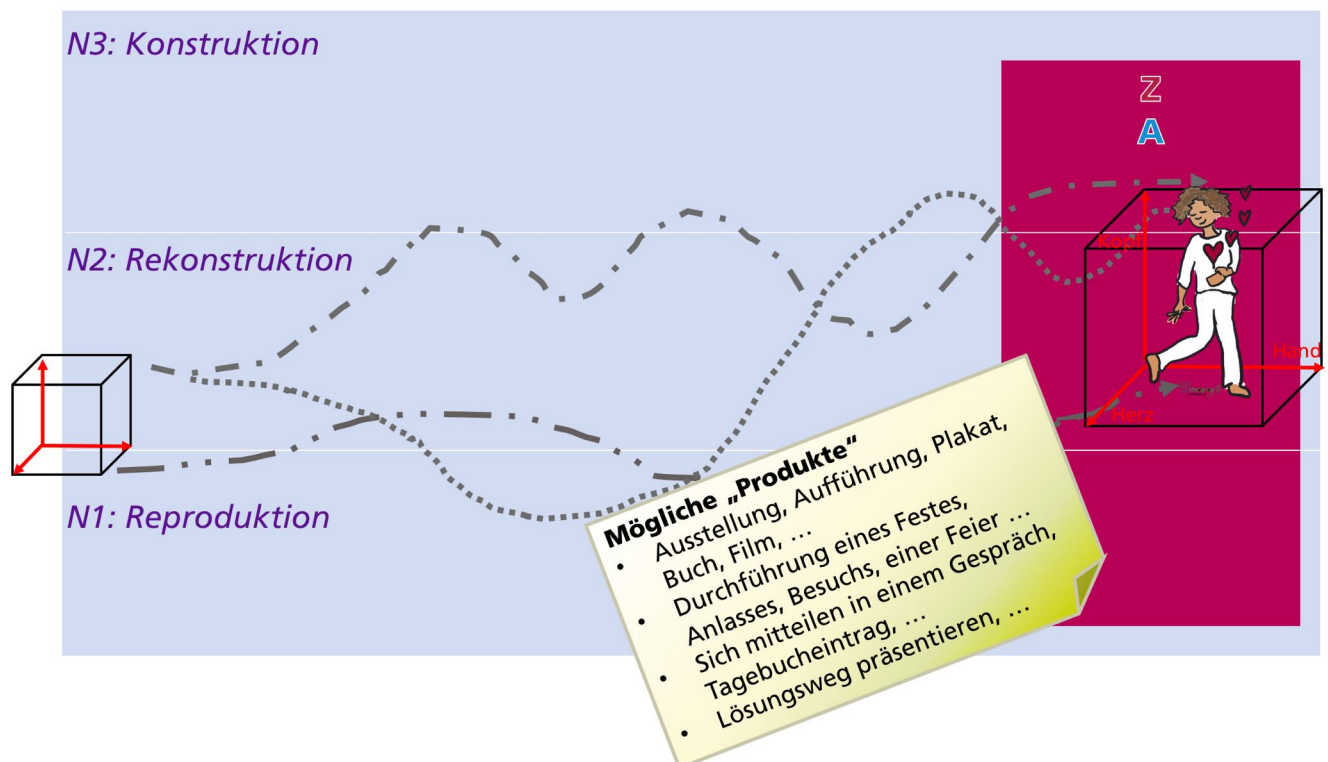 N3: Konstruktion
Z
A
N2: Rekonstruktion
Kopf
Hand
Herz
N1: Reproduktion
Mögliche „Produkte“
• Ausstellung, Aufführung, Plakat,
Buch, Film, …
• Durchführung eines Festes,
Anlasses, Besuchs, einer Feier …
• Sich mitteilen in einem Gespräch,
Tagebucheintrag, …
• Lösungsweg präsentieren, …